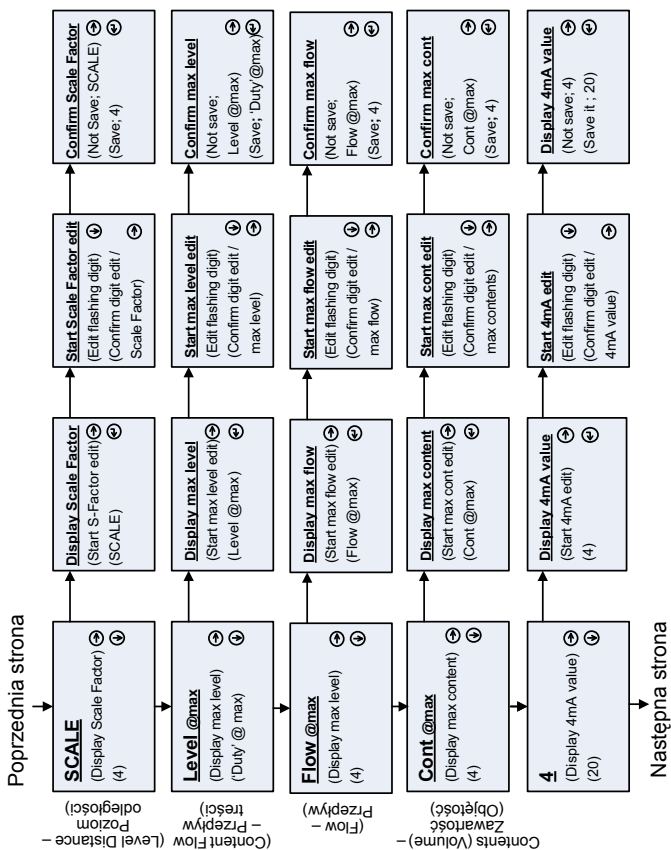 Poprzednia strona
(Level Distance –
Poziom
odległości)
SCALE
(Display Scale Factor)
(4)
Display Scale Factor
(Start S-Factor edit)
(SCALE)
Start Scale Factor edit
(Edit flashing digit)
(Confirm digit edit /
Scale Factor)
Confirm Scale Factor
(Not Save; SCALE)
(Save; 4)
(Content Flow
– Przepływ
treści)
Level @max
(Display max level)
('Duty' @ max)
Display max level
(Start max level edit)
(Level @max)
Start max level edit
(Edit flashing digit)
(Confirm digit edit /
max level)
Confirm max level
(Not save;
Level @max)
(Save; 'Duty'@max)
(Flow –
Przepływ)
Flow @max
(Display max level)
(4)
Display max flow
(Start max flow edit)
(Flow @max)
Start max flow edit
(Edit flashing digit)
(Confirm digit edit /
max flow)
Confirm max flow
(Not save;
Flow @max)
(Save; 4)
Contents (Volume) –
Zawartość
(Objętość)
Cont @max
(Display max content)
(4)
Display max content
(Start max cont edit)
(Cont @max)
Start max cont edit
(Edit flashing digit)
(Confirm digit edit /
max contents)
Confirm max cont
(Not save;
Cont @max)
(Save; 4)
4
(Display 4mA value)
(20)
Display 4mA value
(Start 4mA edit)
(4)
Start 4mA edit
(Edit flashing digit)
(Confirm digit edit /
4mA value)
Display 4mA value
(Not save; 4)
(Save it ; 20)
Następna strona